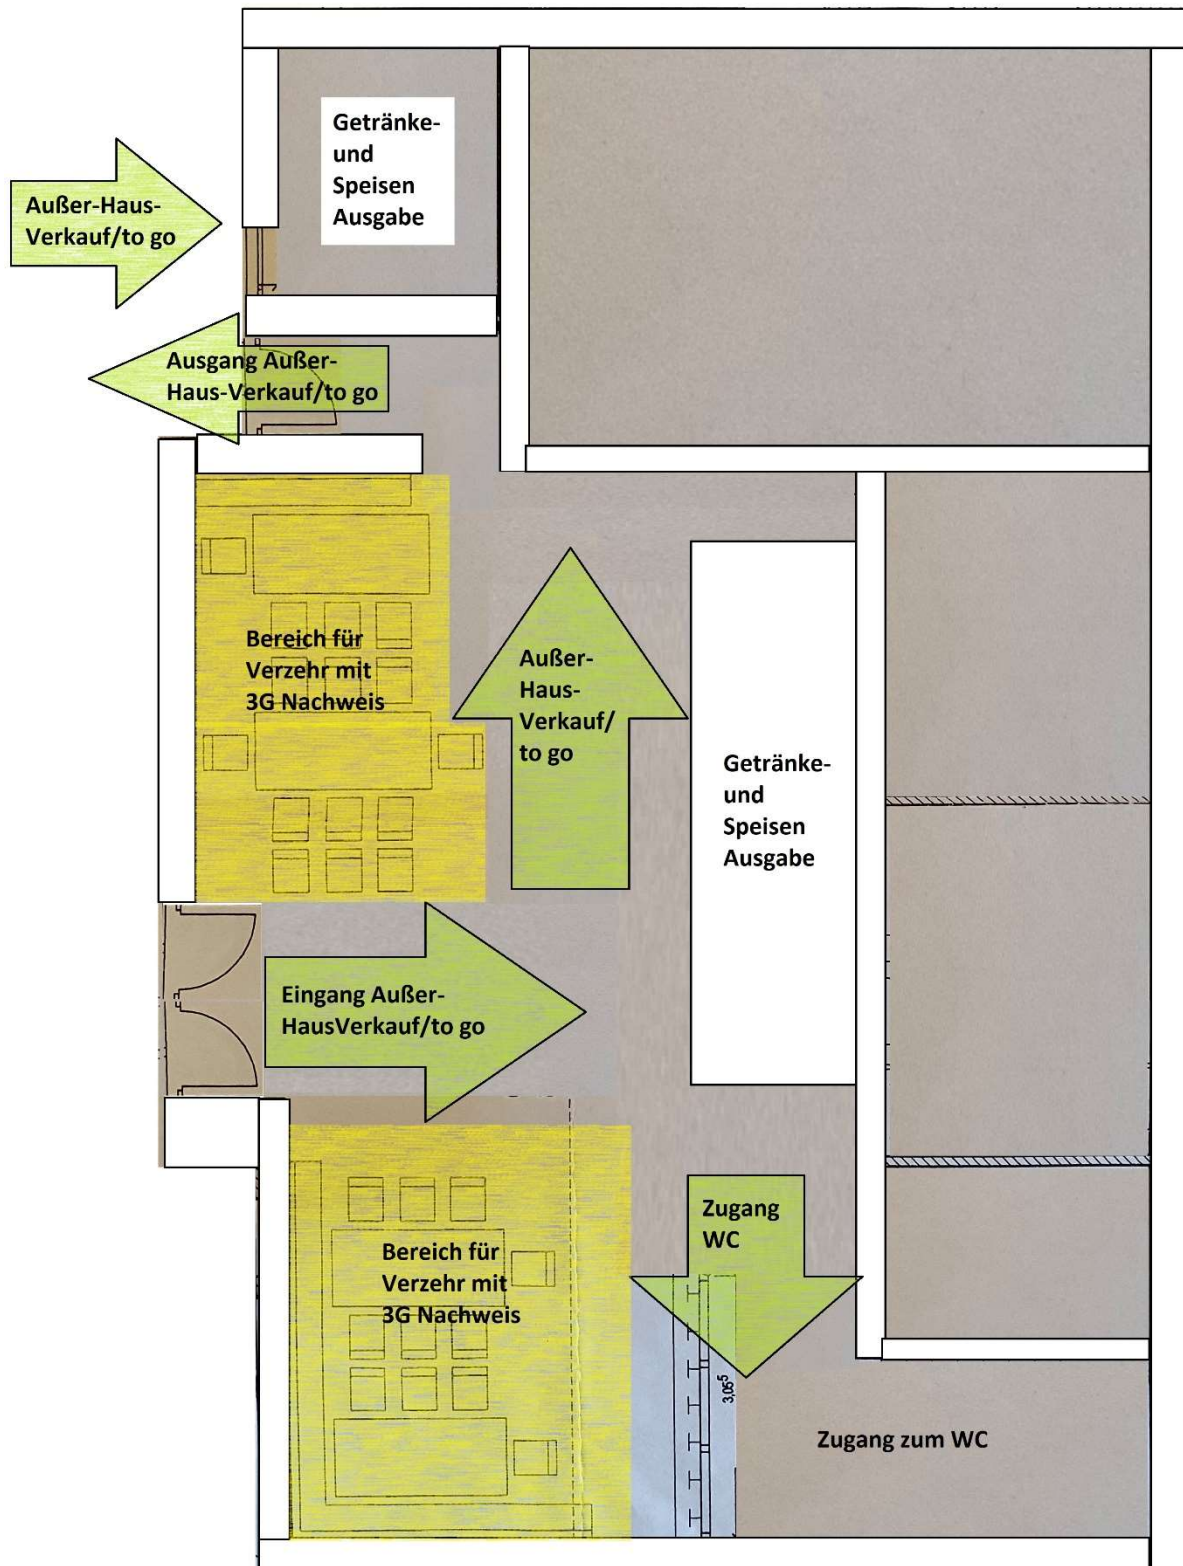 Getränke-
und
Speisen
Ausgabe
Außer-Haus-
Verkauf/to go
Ausgang Außer-
Haus-Verkauf/to go
Bereich für
Verzehr mit
3G Nachweis
Außer-
Haus-
Verkauf/
to go
Getränke-
und
Speisen
Ausgabe
Eingang Außer-
HausVerkauf/to go
Zugang
WC
Bereich für
Verzehr mit
3G Nachweis
3,05⁵
Zugang zum WC